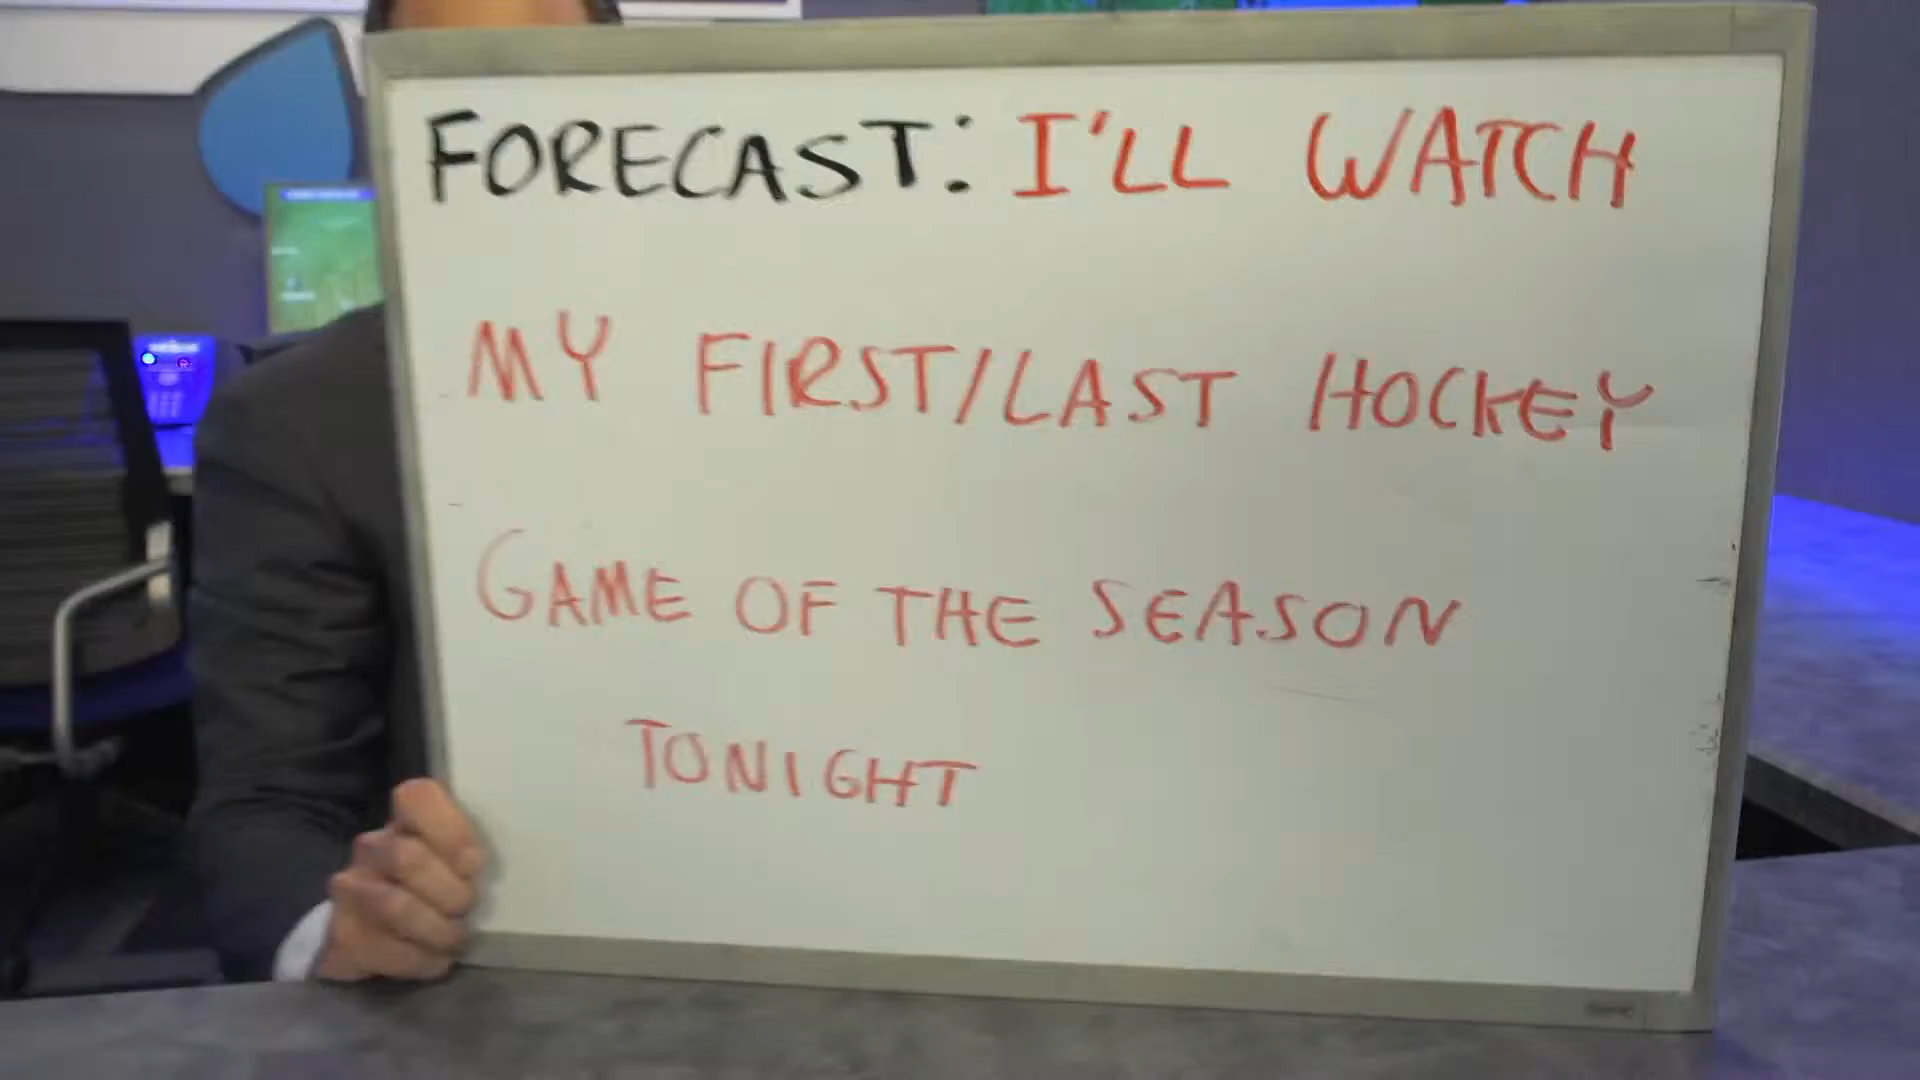 FORECAST: I'LL WATCH
MY FIRST/LAST HOCKEY
GAME OF THE SEASON
TONIGHT